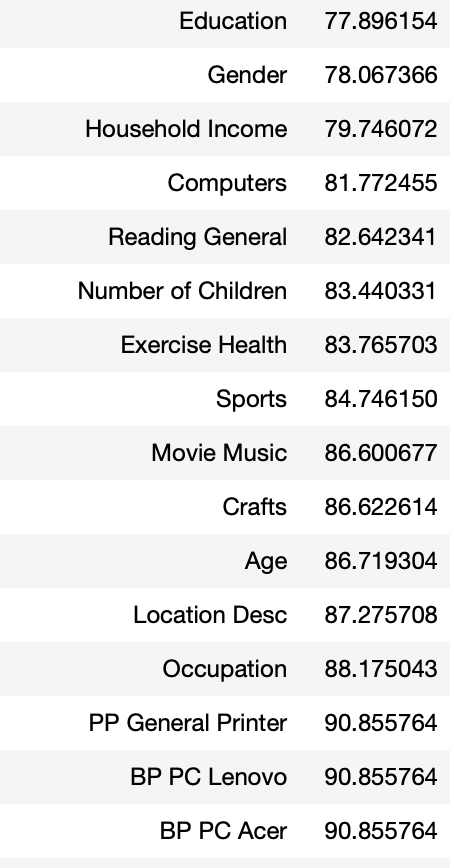 Education 77.896154
Gender 78.067366
Household Income 79.746072
Computers 81.772455
Reading General 82.642341
Number of Children 83.440331
Exercise Health 83.765703
Sports 84.746150
Movie Music 86.600677
Crafts 86.622614
Age 86.719304
Location Desc 87.275708
Occupation 88.175043
PP General Printer 90.855764
BP PC Lenovo 90.855764
BP PC Acer 90.855764